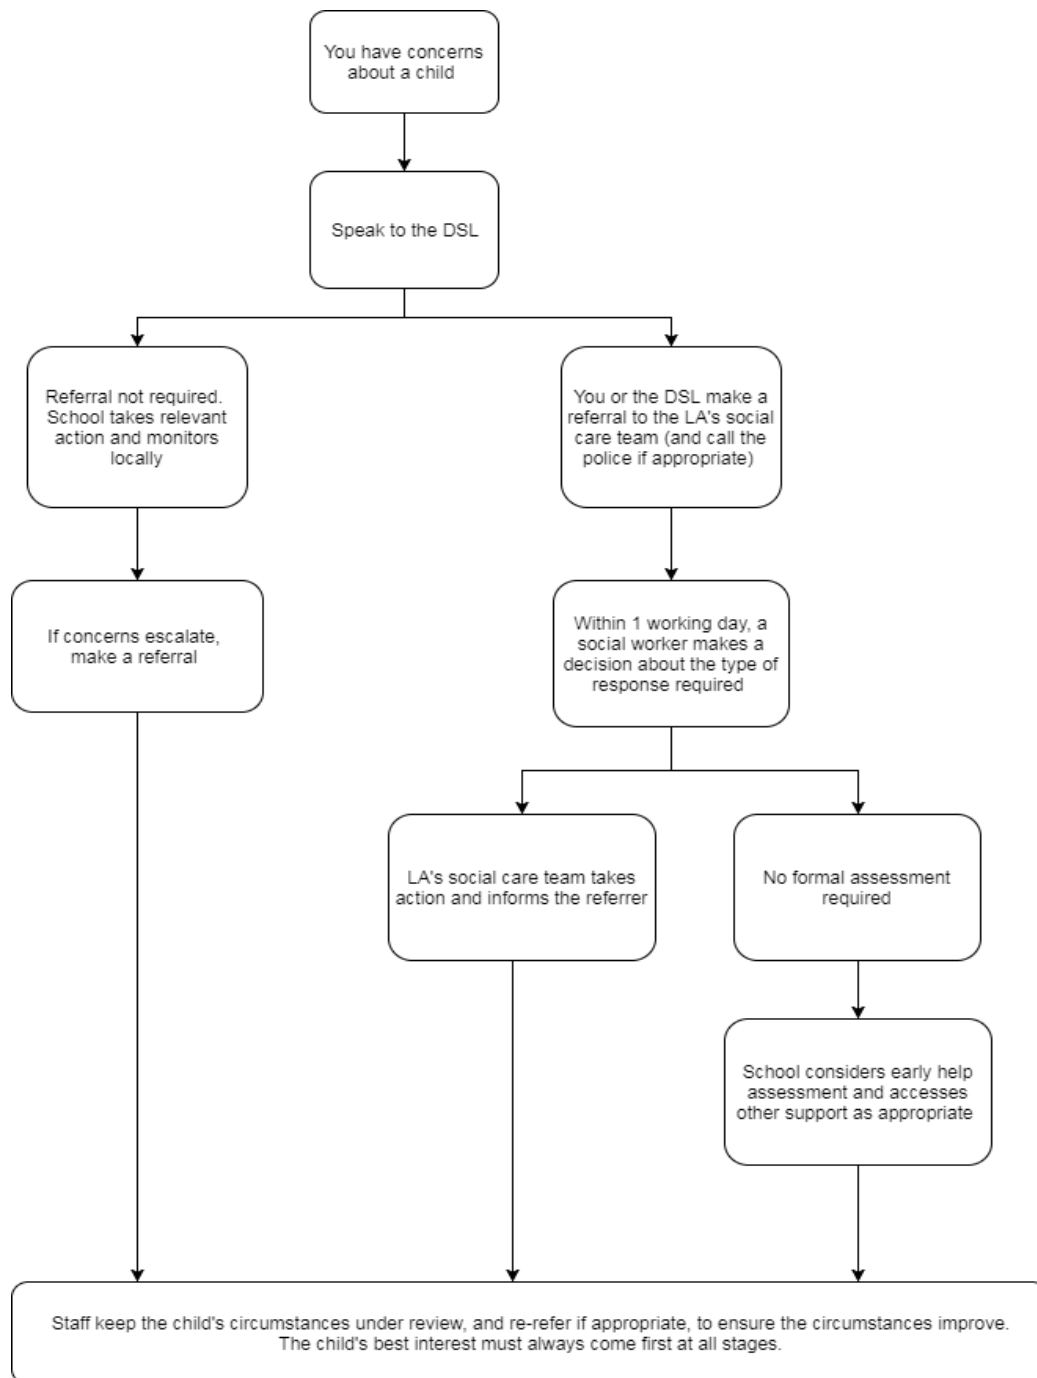 You have concerns
about a child
Speak to the DSL
Referral not required.
School takes relevant
action and monitors
locally
You or the DSL make a
referral to the LA's social
care team (and call the
police if appropriate)
If concerns escalate,
make a referral
Within 1 working day, a
social worker makes a
decision about the type of
response required
LA's social care team takes
action and informs the referrer
No formal assessment
required
School considers early help
assessment and accesses
other support as appropriate
Staff keep the child's circumstances under review, and re-refer if appropriate, to ensure the circumstances improve.
The child's best interest must always come first at all stages.